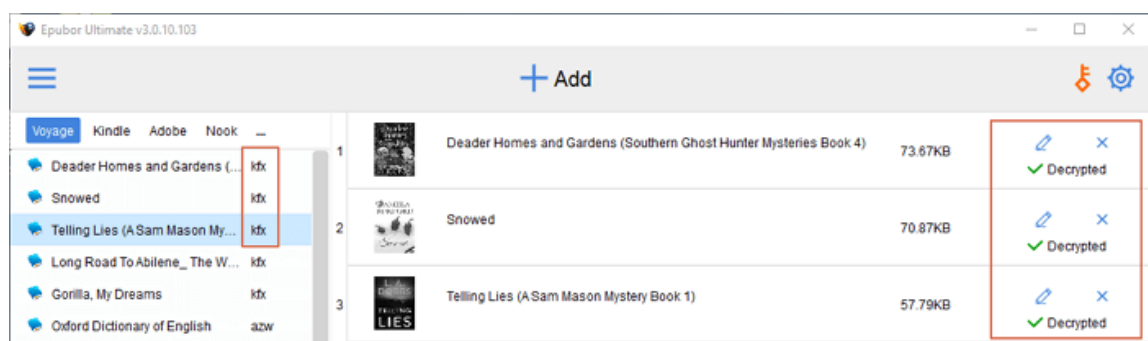 Epubor Ultimate v3.0.10.103
Add
Voyage Kindle Adobe Nook ...
Deader Homes and Gardens (... kfx
Snowed kfx
Telling Lies (A Sam Mason My... kfx
Long Road To Abilene_ The W... kfx
Gorilla, My Dreams kfx
Oxford Dictionary of English azw
1 Deader Homes and Gardens (Southern Ghost Hunter Mysteries Book 4) 73.67KB
Decrypted
2 Snowed 70.87KB
Decrypted
3 Telling Lies (A Sam Mason Mystery Book 1) 57.79KB
Decrypted
TELLING
LIES